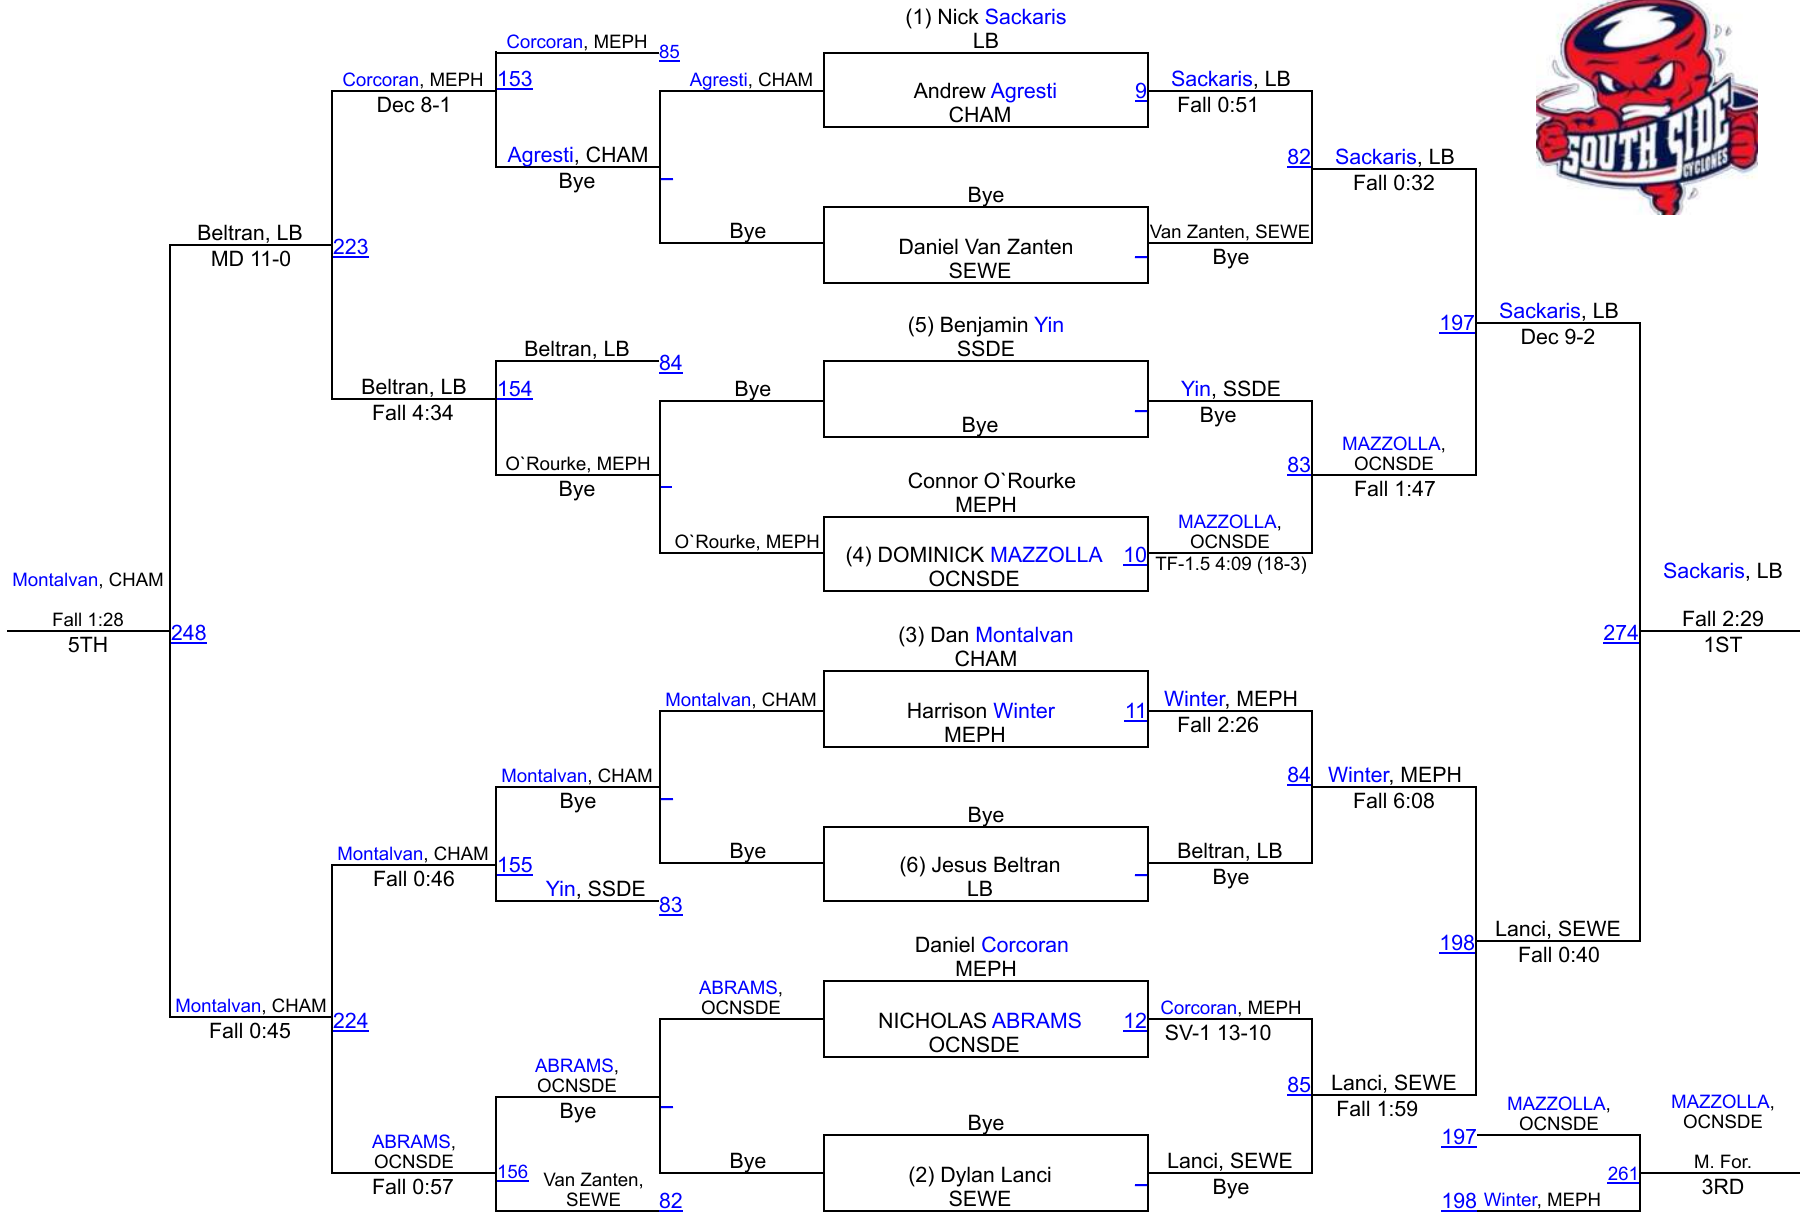 (1) Nick Sackaris
LB
Andrew Agresti
CHAM
9
Bye
Daniel Van Zanten
SEWE
(5) Benjamin Yin
SSDE
Bye
Connor O`Rourke
MEPH
(4) DOMINICK MAZZOLLA
OCNSDE
10
(3) Dan Montalvan
CHAM
Harrison Winter
MEPH
11
Bye
(6) Jesus Beltran
LB
Daniel Corcoran
MEPH
NICHOLAS ABRAMS
OCNSDE
12
Bye
(2) Dylan Lanci
SEWE
Sackaris, LB
Fall 0:51
Van Zanten, SEWE
Bye
Yin, SSDE
Bye
MAZZOLLA,
OCNSDE
TF-1.5 4:09 (18-3)
Winter, MEPH
Fall 2:26
Beltran, LB
Bye
Corcoran, MEPH
SV-1 13-10
Lanci, SEWE
Bye
82
Sackaris, LB
Fall 0:32
83
MAZZOLLA,
OCNSDE
Fall 1:47
84
Winter, MEPH
Fall 6:08
85
Lanci, SEWE
Fall 1:59
197
Sackaris, LB
Dec 9-2
198
Lanci, SEWE
Fall 0:40
274
Sackaris, LB
Fall 2:29
1ST
197
MAZZOLLA,
OCNSDE
198
Winter, MEPH
261
MAZZOLLA,
OCNSDE
M. For.
3RD
Agresti, CHAM
Bye
Bye
O`Rourke, MEPH
Montalvan, CHAM
Bye
ABRAMS,
OCNSDE
Bye
Corcoran, MEPH
85
Agresti, CHAM
Bye
Beltran, LB
84
O`Rourke, MEPH
Bye
Montalvan, CHAM
Bye
Yin, SSDE
83
ABRAMS,
OCNSDE
Bye
Van Zanten,
SEWE
82
Corcoran, MEPH
Dec 8-1
153
Beltran, LB
Fall 4:34
154
Montalvan, CHAM
Fall 0:46
155
ABRAMS,
OCNSDE
Fall 0:57
156
Beltran, LB
MD 11-0
223
Montalvan, CHAM
Fall 0:45
224
Montalvan, CHAM
Fall 1:28
5TH
248
SOUTH SIDE
CYCLONES